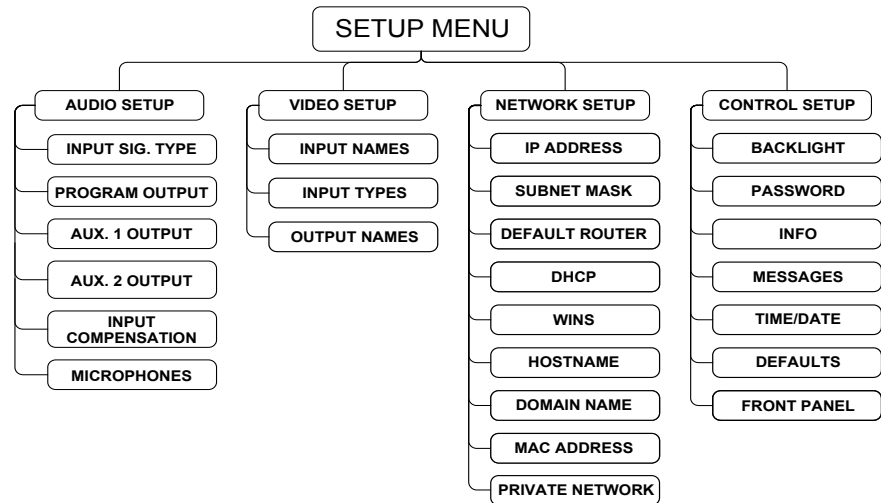 SETUP MENU
AUDIO SETUP
INPUT SIG. TYPE
PROGRAM OUTPUT
AUX. 1 OUTPUT
AUX. 2 OUTPUT
INPUT
COMPENSATION
MICROPHONES
VIDEO SETUP
INPUT NAMES
INPUT TYPES
OUTPUT NAMES
NETWORK SETUP
IP ADDRESS
SUBNET MASK
DEFAULT ROUTER
DHCP
WINS
HOSTNAME
DOMAIN NAME
MAC ADDRESS
PRIVATE NETWORK
CONTROL SETUP
BACKLIGHT
PASSWORD
INFO
MESSAGES
TIME/DATE
DEFAULTS
FRONT PANEL